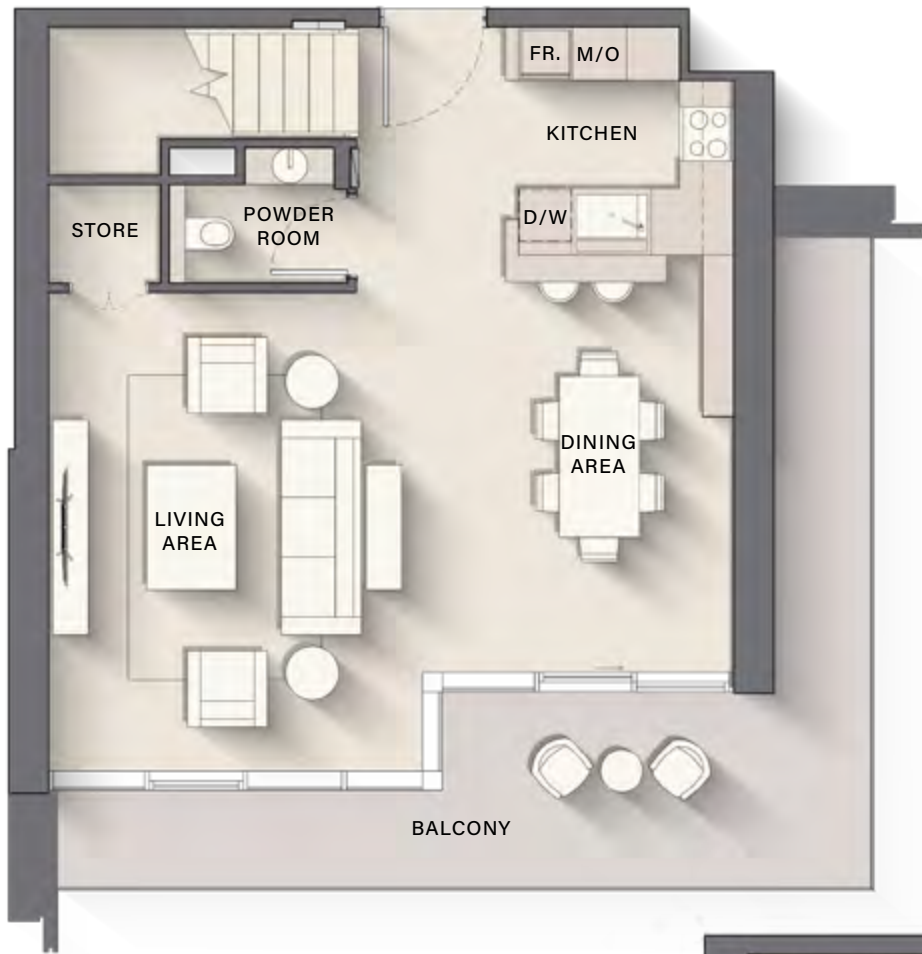 FR. M/O
KITCHEN
D/W
POWDER
ROOM
STORE
DINING
AREA
LIVING
AREA
BALCONY